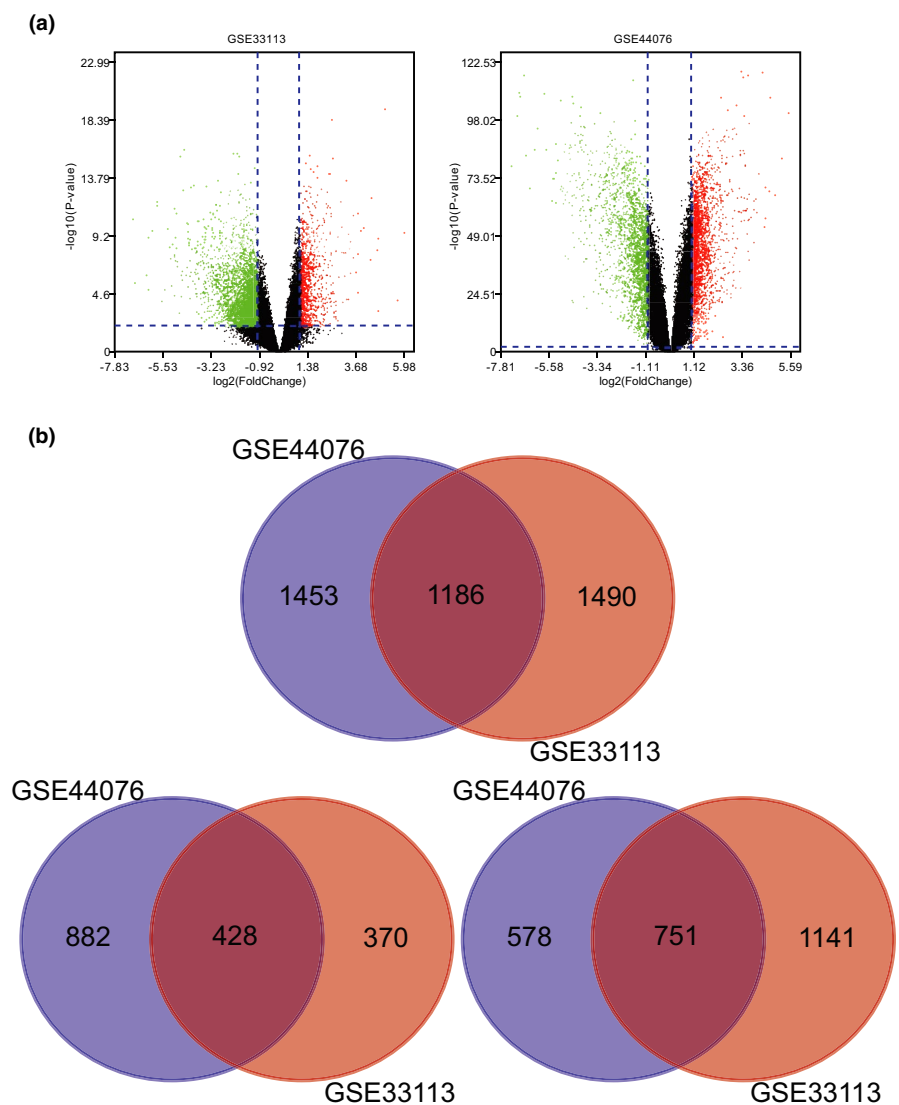 (a)
GSE33113
22.99
18.39
13.79
9.2
4.6
0
-log10(P-value)
-7.83 -5.53 -3.23 -0.92 1.38 3.68 5.98
log2(FoldChange)
GSE44076
122.53
98.02
73.52
49.01
24.51
0
-log10(P-value)
-7.81 -5.58 -3.34 -1.11 1.12 3.36 5.59
log2(FoldChange)
(b)
GSE44076
1453 1186 1490
GSE33113
GSE44076
882 428 370
GSE33113
GSE44076
578 751 1141
GSE33113